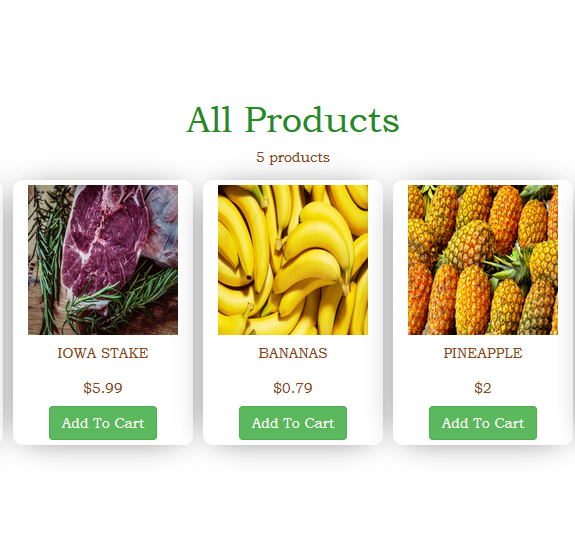 All Products
5 products
IOWA STAKE
$5.99
Add To Cart
BANANAS
$0.79
Add To Cart
PINEAPPLE
$2
Add To Cart